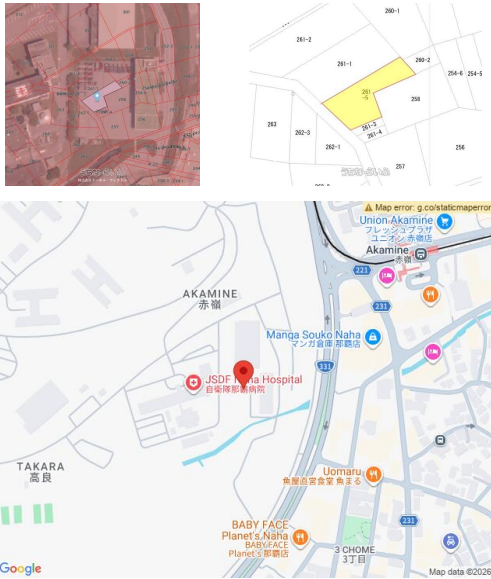 260-1
261-2
261-1
260-2
254-6
254-5
261
-5
258
263
262-3
261-3
261-4
262-1
256
257
Map error: g.co/staticmaperror
Union Akamine
フレッシュプラザ
ユニオン 赤嶺店
Akamine
赤嶺
221
AKAMINE
赤嶺
231
Manga Souko Naha
マンガ倉庫 那覇店
331
JSDF Naha Hospital
自衛隊那覇病院
TAKARA
高良
Uomaru
魚屋直営食堂 魚まる
BABY FACE
Planet's Naha
BABY FACE
Planet's 那覇店
231
3 CHOME
3丁目
Google
Map data ©2026